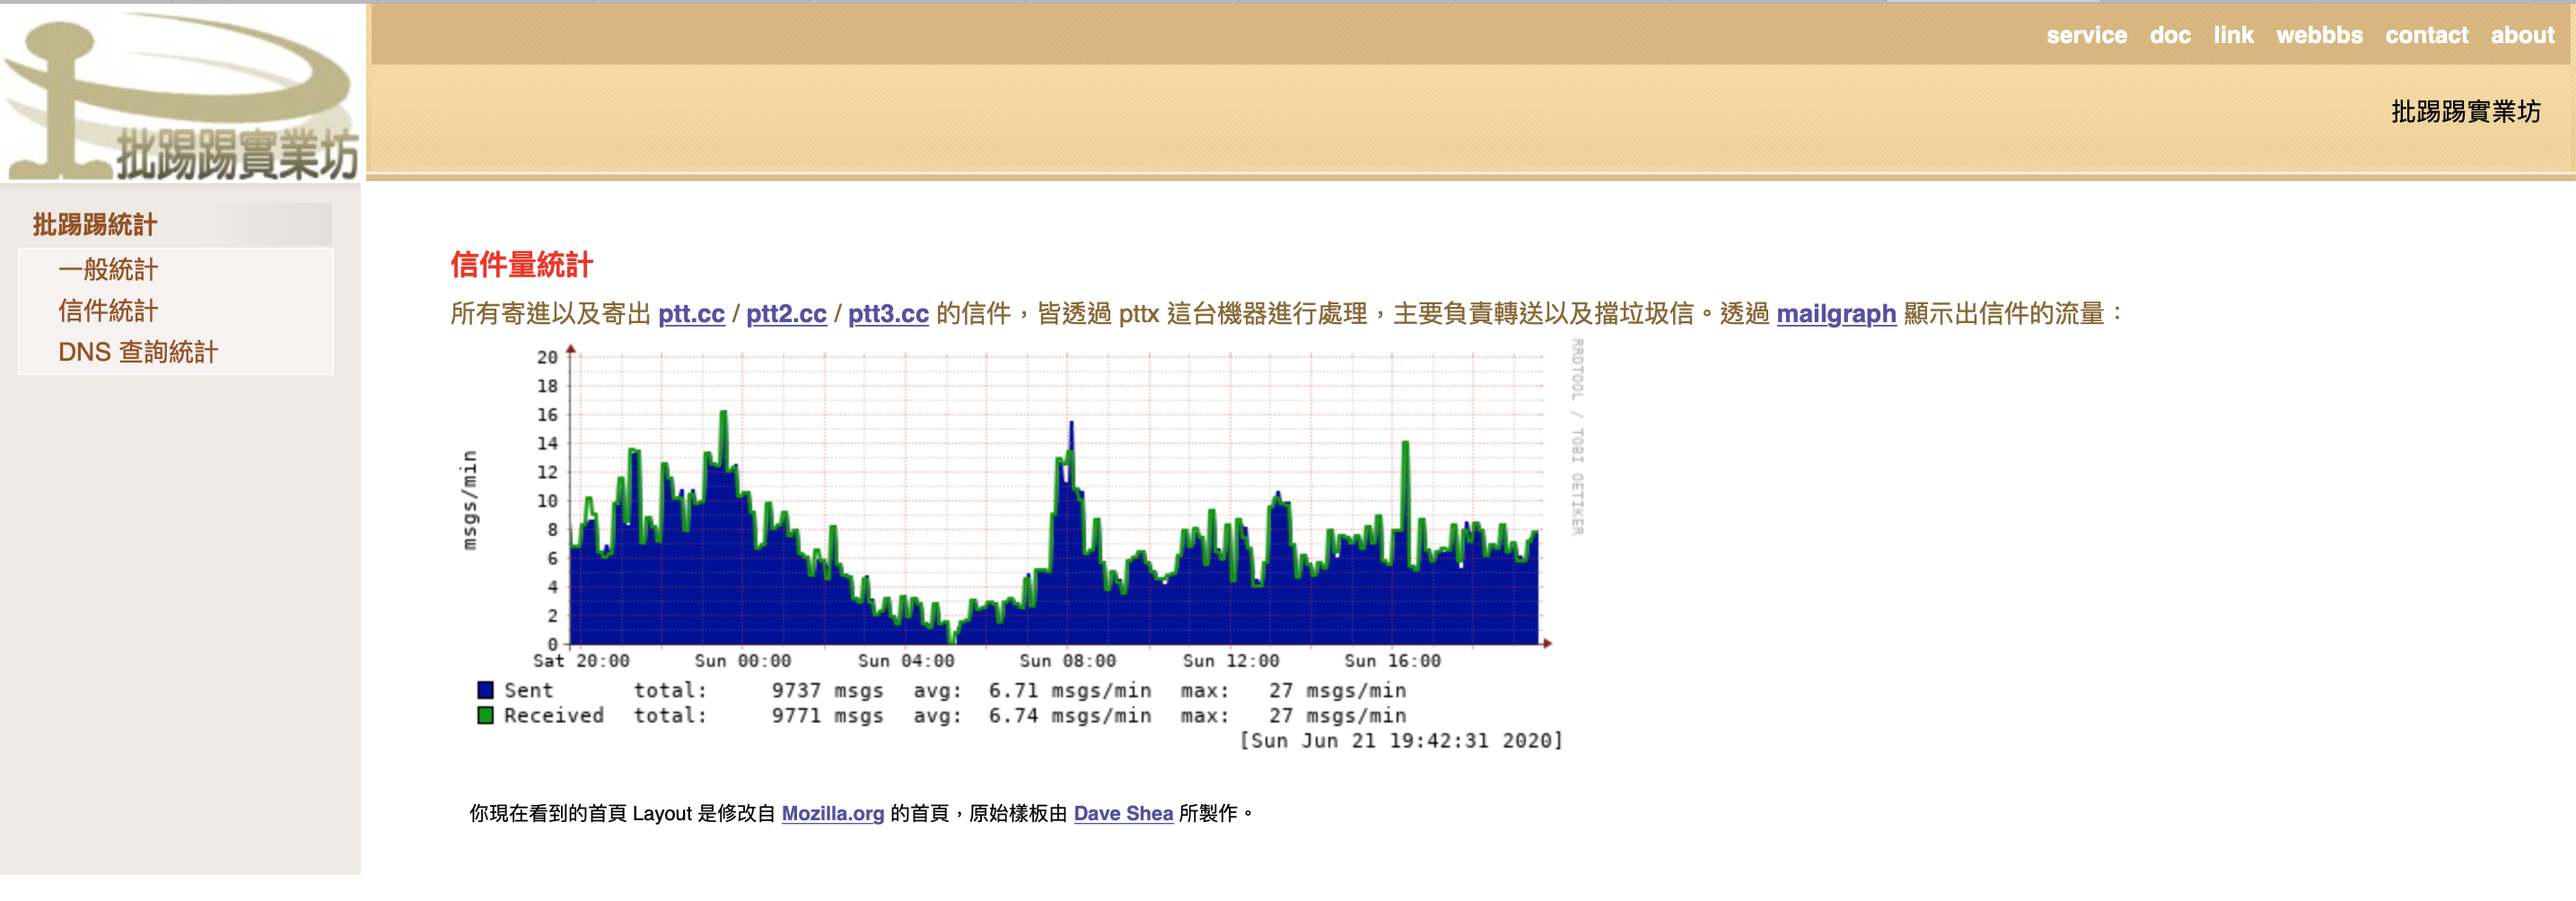 service doc link webbbs contact about
批踢踢實業坊
批踢踢實業坊
批踢踢統計
一般統計
信件統計
DNS 查詢統計
信件量統計
所有寄進以及寄出 ptt.cc / ptt2.cc / ptt3.cc 的信件，皆透過 pttx 這台機器進行處理，主要負責轉送以及擋垃圾信。透過 mailgraph 顯示出信件的流量：
RRDTOOL / TOBI OETIKER
msgs/min
20
18
16
14
12
10
8
6
4
2
0
Sat 20:00 Sun 00:00 Sun 04:00 Sun 08:00 Sun 12:00 Sun 16:00
Sent total: 9737 msgs avg: 6.71 msgs/min max: 27 msgs/min
Received total: 9771 msgs avg: 6.74 msgs/min max: 27 msgs/min
[Sun Jun 21 19:42:31 2020]
你現在看到的首頁 Layout 是修改自 Mozilla.org 的首頁，原始樣板由 Dave Shea 所製作。